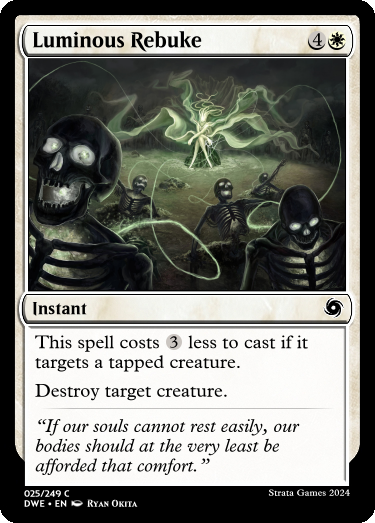 Luminous Rebuke 4
Instant
This spell costs 3 less to cast if it
targets a tapped creature.
Destroy target creature.
“If our souls cannot rest easily, our
bodies should at the very least be
afforded that comfort.”
025/249 C
DWE • EN Ryan Okita
Strata Games 2024